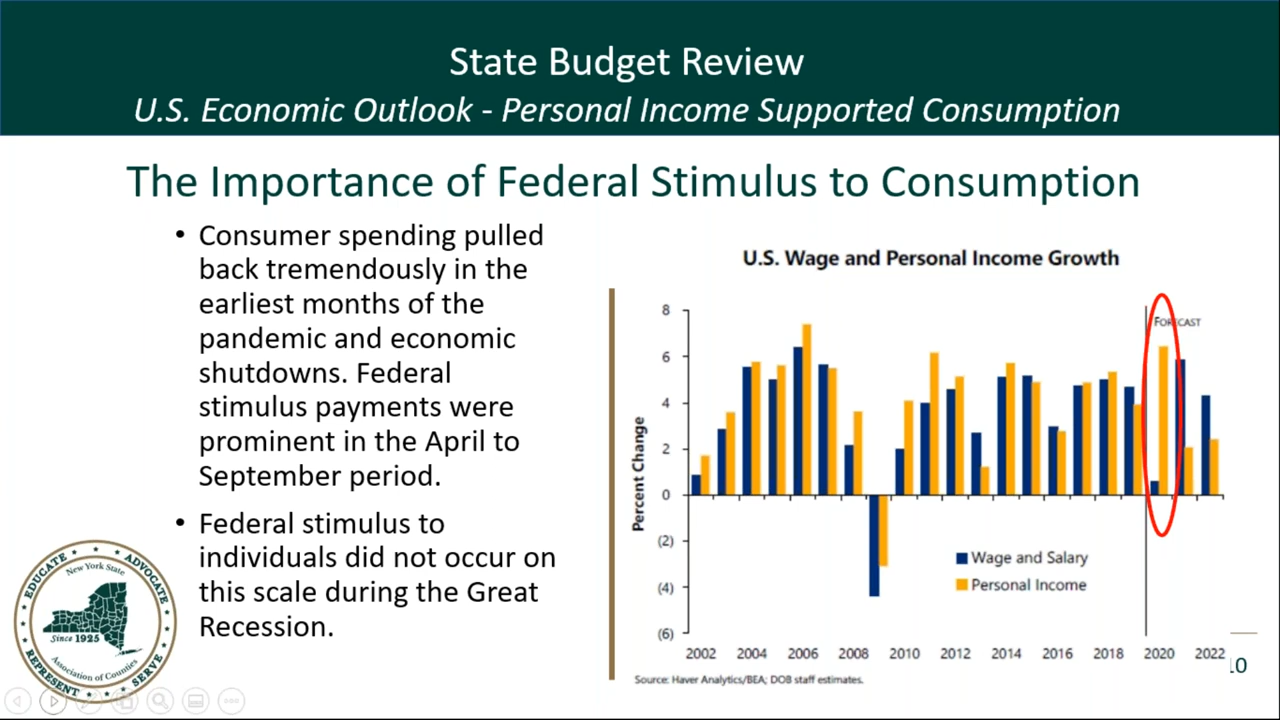 State Budget Review
U.S. Economic Outlook - Personal Income Supported Consumption
The Importance of Federal Stimulus to Consumption
• Consumer spending pulled
back tremendously in the
earliest months of the
pandemic and economic
shutdowns. Federal
stimulus payments were
prominent in the April to
September period.
• Federal stimulus to
individuals did not occur on
this scale during the Great
Recession.
U.S. Wage and Personal Income Growth
FORECAST
Percent Change
8
6
4
2
0
(2)
(4)
(6)
Wage and Salary
Personal Income
2002 2004 2006 2008 2010 2012 2014 2016 2018 2020 2022
Source: Haver Analytics/BEA; DOB staff estimates.
10
EDUCATE ADVOCATE
New York State
Since 1925
Association of Counties
REPRESENT SERVE